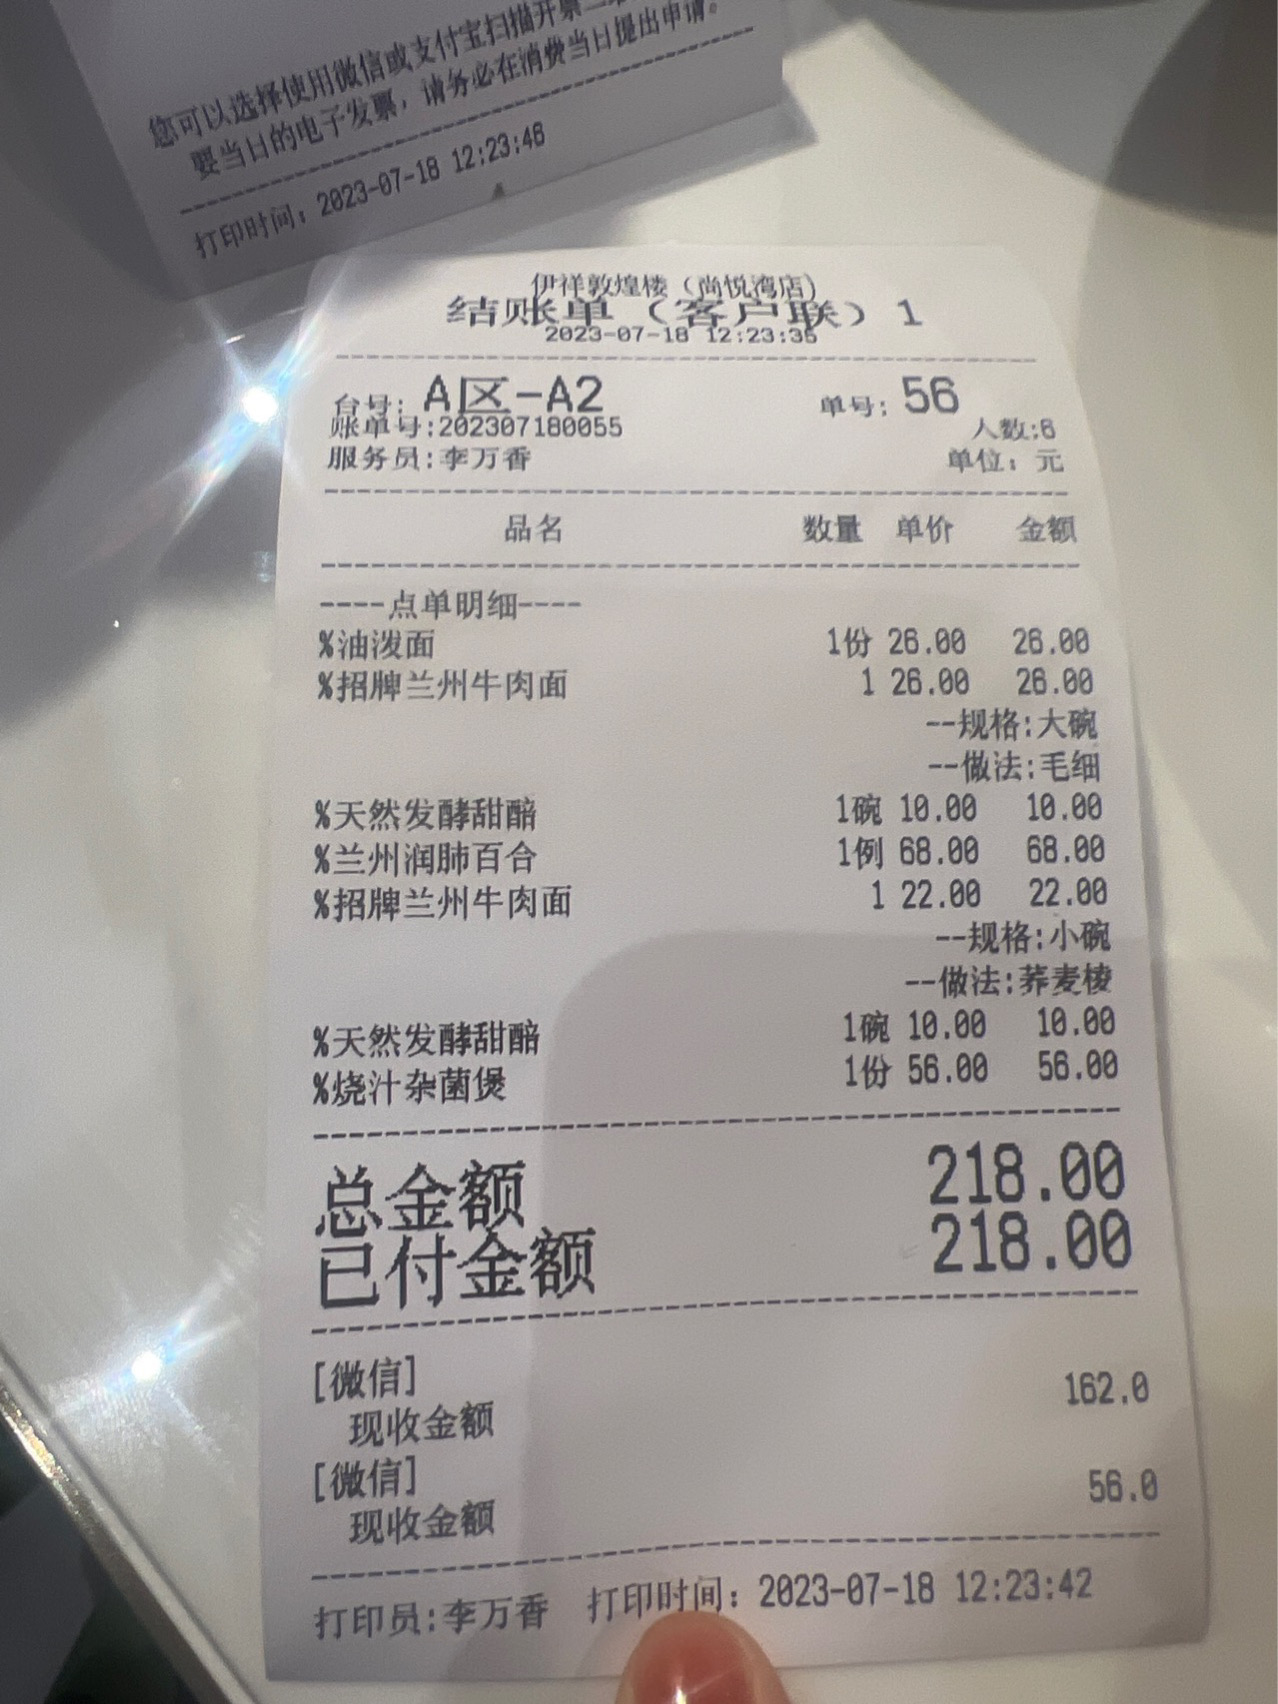 您可以选择使用微信或支付宝扫描开票二
要当日的电子发票，请务必在消费当日提出申请。
打印时间：2023-07-18 12:23:46
伊祥敦煌楼（尚悦湾店）
结账单（客户联）1
2023-07-18 12:23:35
台号：A区-A2 单号：56
账单号:202307180055 人数:6
服务员:李万香 单位：元
品名 数量 单价 金额
----点单明细----
%油泼面 1份 26.00 26.00
%招牌兰州牛肉面 1 26.00 26.00
--规格:大碗
--做法:毛细
%天然发酵甜醅 1碗 10.00 10.00
%兰州润肺百合 1例 68.00 68.00
%招牌兰州牛肉面 1 22.00 22.00
--规格:小碗
--做法:荞麦棱
%天然发酵甜醅 1碗 10.00 10.00
%烧汁杂菌煲 1份 56.00 56.00
总金额 218.00
已付金额 218.00
[微信]
现收金额 162.0
[微信]
现收金额 56.0
打印员:李万香 打印时间：2023-07-18 12:23:42